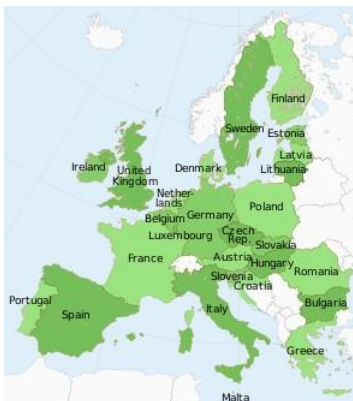 Finland
Sweden
Estonia
Latvia
Lithuania
Denmark
Ireland
United
Kingdom
Nether-
lands
Poland
Belgium
Germany
Luxembourg
Czech
Rep.
Slovakia
France
Austria
Hungary
Slovenia
Romania
Croatia
Portugal
Spain
Italy
Bulgaria
Greece
Malta